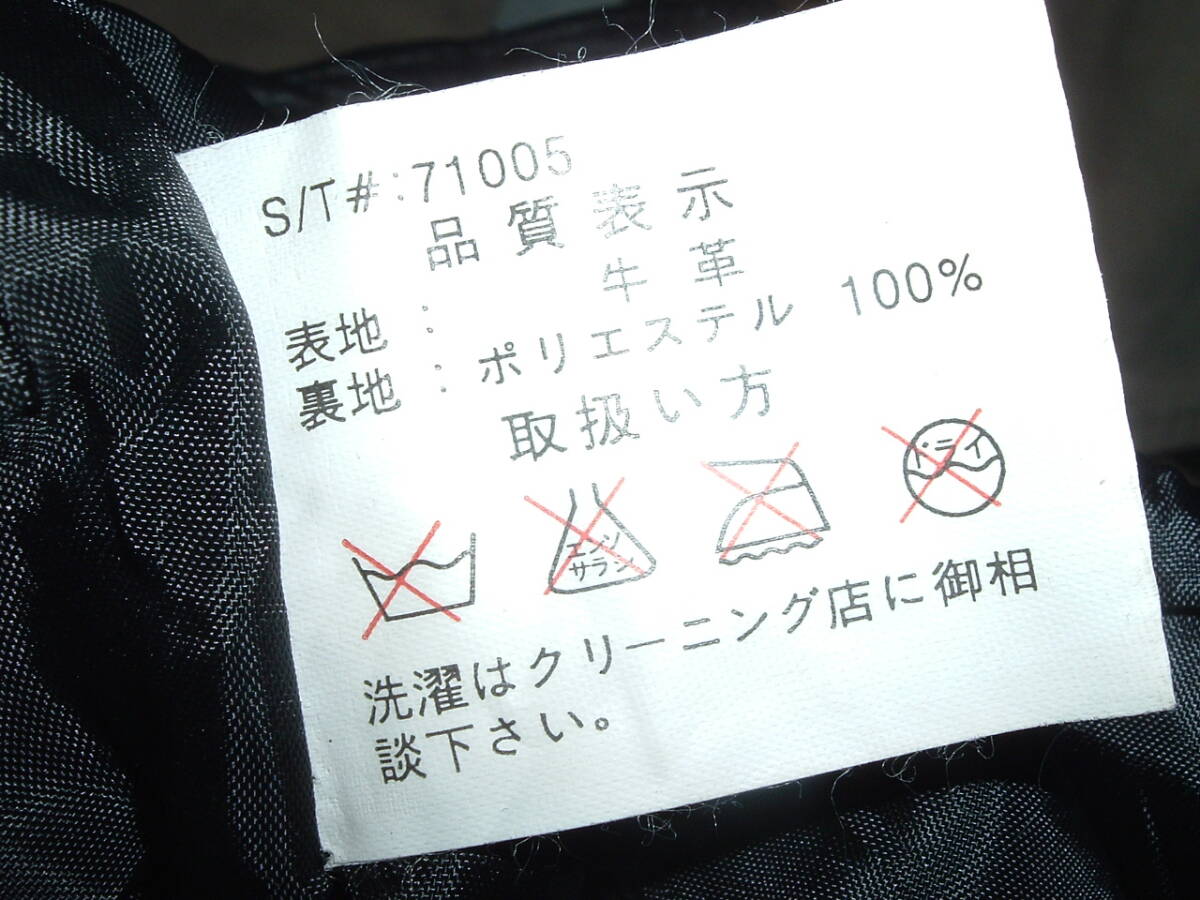 S/T#:71005
品質表示
表地： 牛革
裏地：ポリエステル 100%
取扱い方
エンソ
サラシ
ドライ
洗濯はクリーニング店に御相
談下さい。